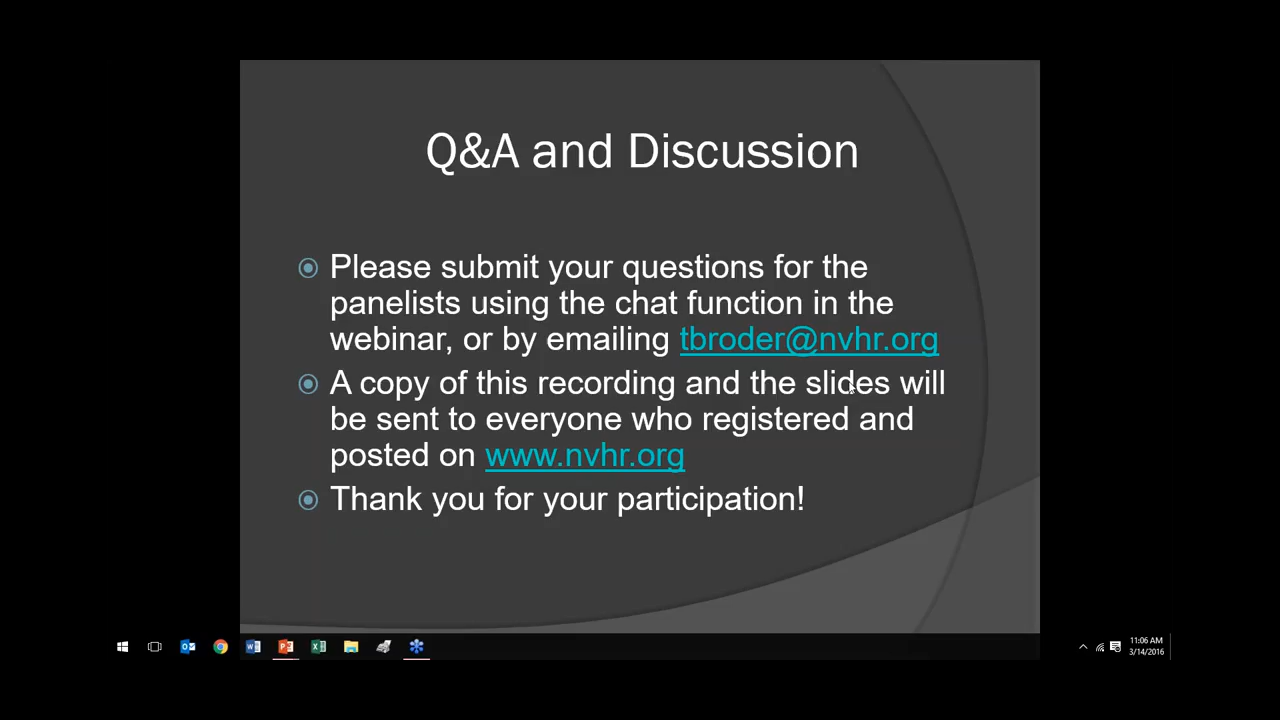 Q&A and Discussion
Please submit your questions for the
panelists using the chat function in the
webinar, or by emailing tbroder@nvhr.org
A copy of this recording and the slides will
be sent to everyone who registered and
posted on www.nvhr.org
Thank you for your participation!
11:06 AM
3/14/2016